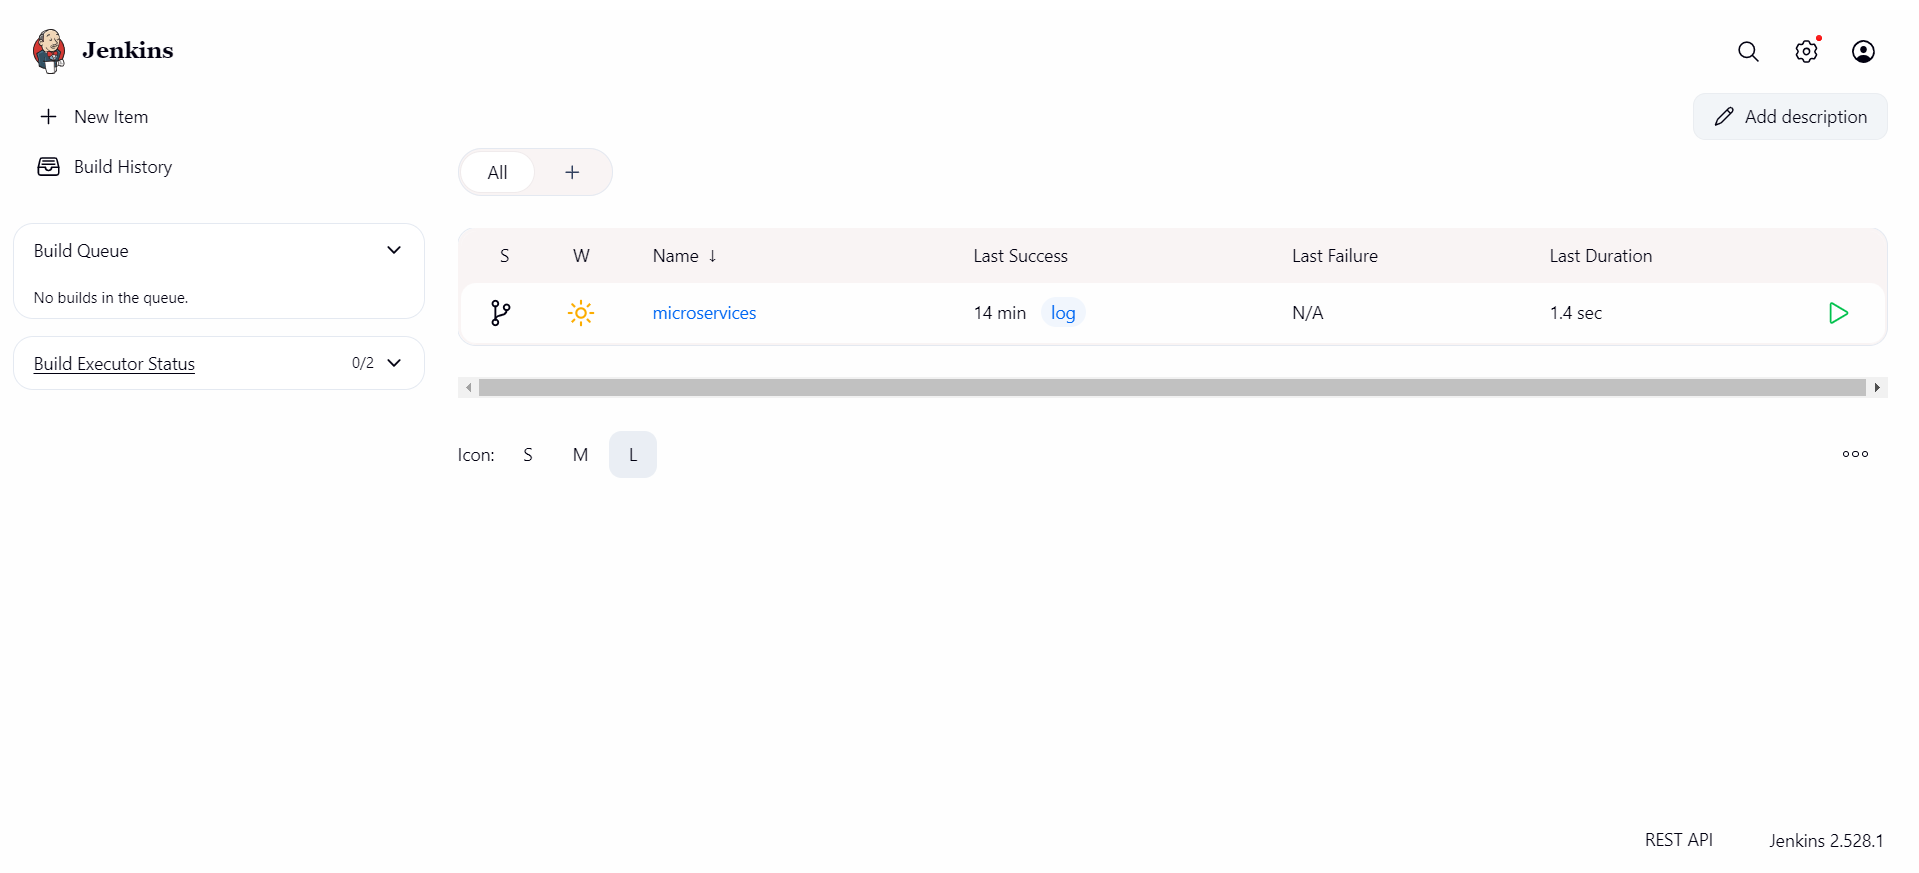 Jenkins
New Item
Add description
Build History
All
Build Queue
No builds in the queue.
Build Executor Status 0/2
S W Name ↓ Last Success Last Failure Last Duration
microservices 14 min log N/A 1.4 sec
Icon: S M L
REST API Jenkins 2.528.1